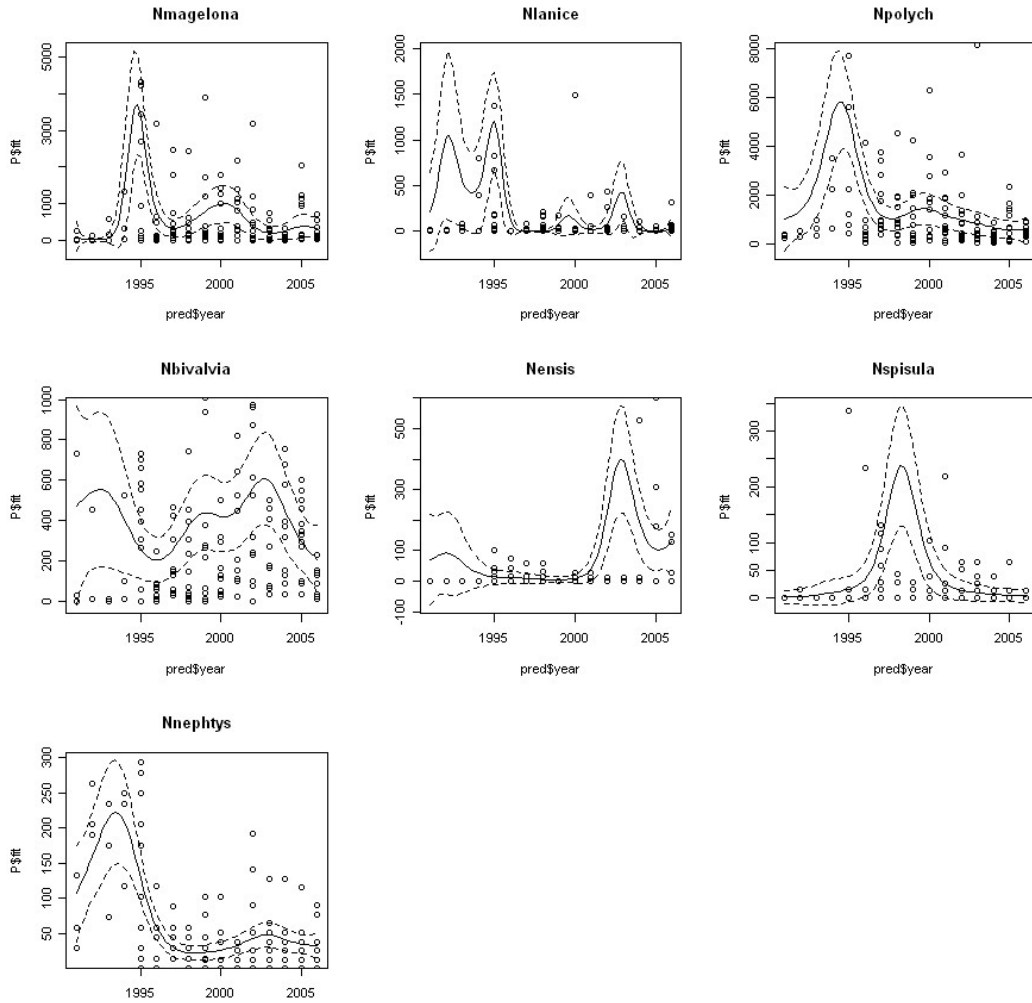 Nmagelona
Nlanice
Npolych
P$fit
0
1000
3000
5000
1995
2000
2005
pred$year
P$fit
0
500
1000
1500
2000
1995
2000
2005
pred$year
P$fit
0
2000
4000
6000
8000
1995
2000
2005
pred$year
Nbivalvia
Nensis
Nspisula
P$fit
0
200
400
600
800
1000
1995
2000
2005
pred$year
P$fit
-100
0
100
300
500
1995
2000
2005
pred$year
P$fit
0
50
100
200
300
1995
2000
2005
pred$year
Nnephtys
P$fit
50
100
150
200
250
300
1995
2000
2005